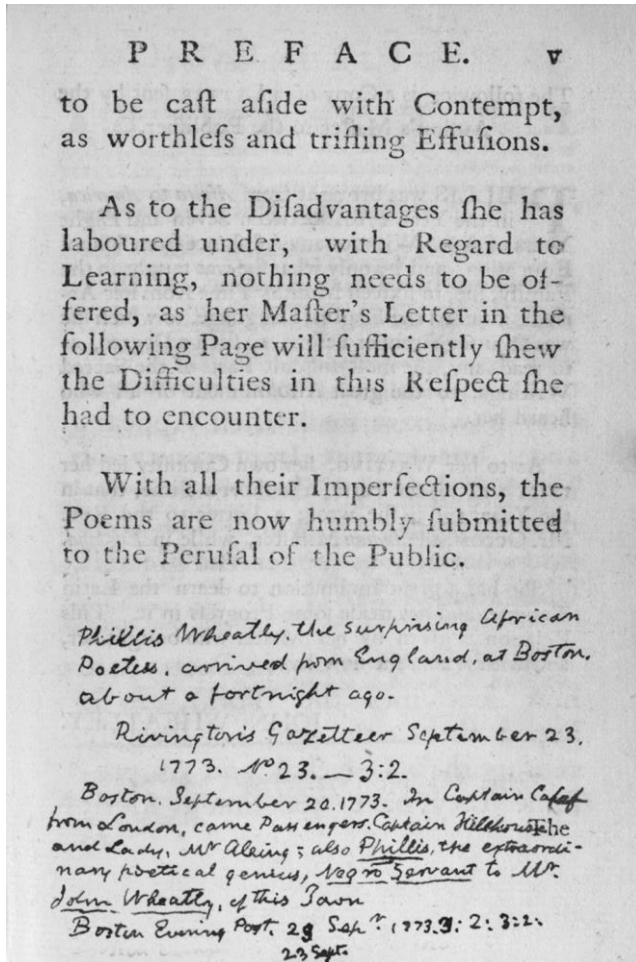 PREFACE. v
to be caſt aſide with Contempt,
as worthleſs and trifling Effuſions.
As to the Diſadvantages ſhe has
laboured under, with Regard to
Learning, nothing needs to be of-
fered, as her Maſter's Letter in the
following Page will ſufficiently ſhew
the Difficulties in this Reſpect ſhe
had to encounter.
With all their Imperfections, the
Poems are now humbly ſubmitted
to the Peruſal of the Public.
Phillis Wheatly, the surprising African
Poetess, arrived from England, at Boston,
about a fortnight ago.
Rivington's Gazetteer September 23.
1773. No 23. — 3:2.
Boston. September 20. 1773. In Captain Calef
from London, came Passengers, Captain
The
and Lady, Mr ; also Phillis, the extraordi-
nary poetical genius, Negro Servant to Mr.
John Wheatly, of this Town
Boston Evening Post. Sepr. 1773. : 2: 3:2.
23 Sept.